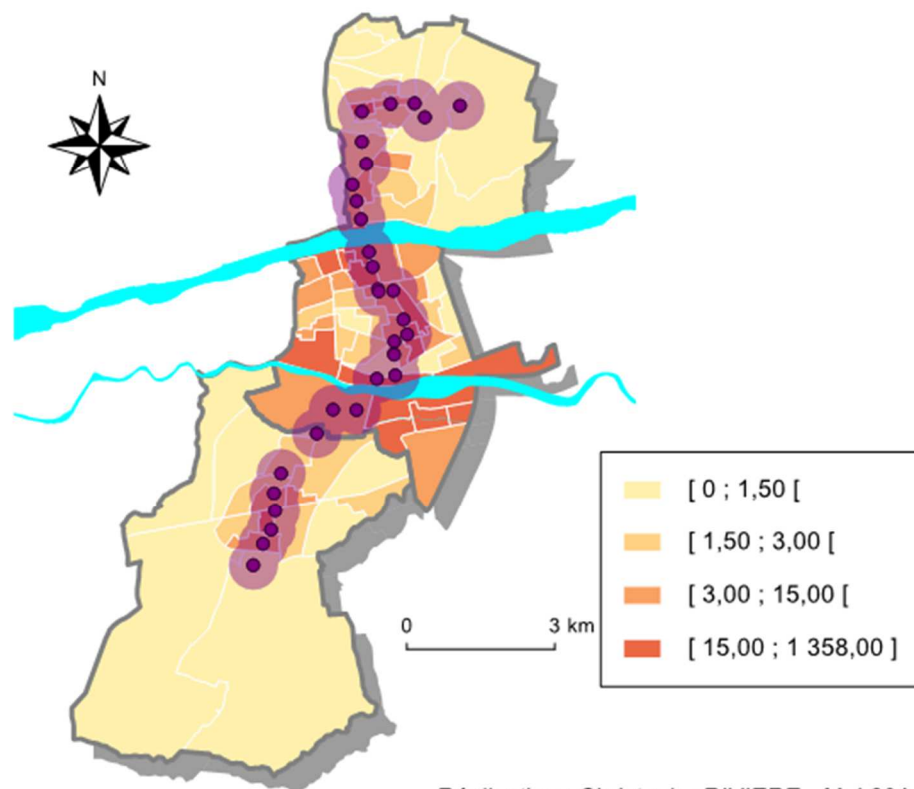 N
[ 0 ; 1,50 [
[ 1,50 ; 3,00 [
[ 3,00 ; 15,00 [
[ 15,00 ; 1 358,00 ]
0 3 km